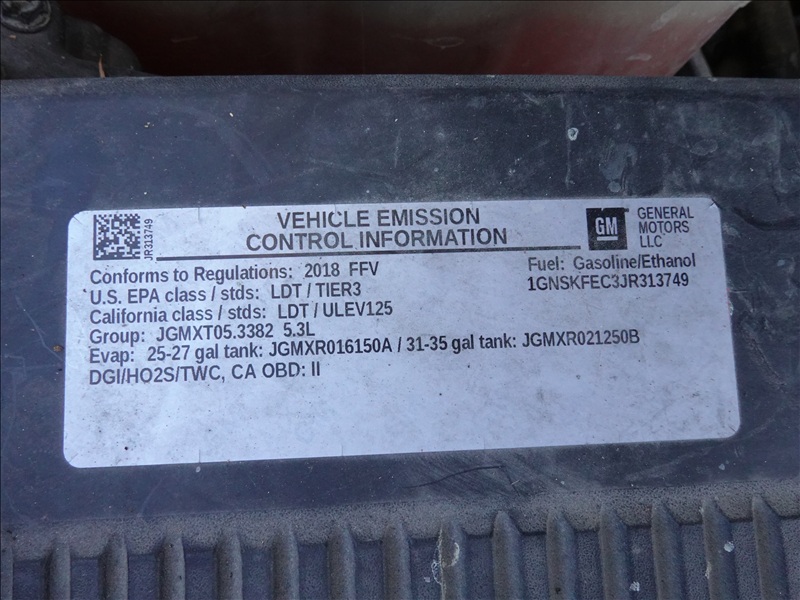 JR313749
VEHICLE EMISSION
CONTROL INFORMATION
GM
GENERAL
MOTORS
LLC
Conforms to Regulations: 2018 FFV
Fuel: Gasoline/Ethanol
U.S. EPA class / stds: LDT / TIER3
1GNSKFEC3JR313749
California class / stds: LDT / ULEV125
Group: JGMXT05.3382 5.3L
Evap: 25-27 gal tank: JGMXR016150A / 31-35 gal tank: JGMXR021250B
DGI/HO2S/TWC, CA OBD: II